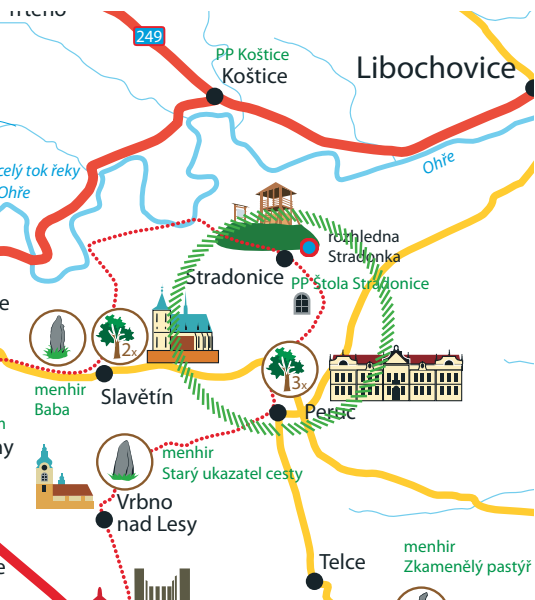 249
PP Koštice
Koštice
Libochovice
Ohře
celý tok řeky
Ohře
rozhledna
Stradonka
Stradonice
PP Štola Stradonice
2x
3x
menhir
Baba
Slavětín
Peruc
menhir
Starý ukazatel cesty
Vrbno
nad Lesy
Telce
menhir
Zkamenělý pastýř